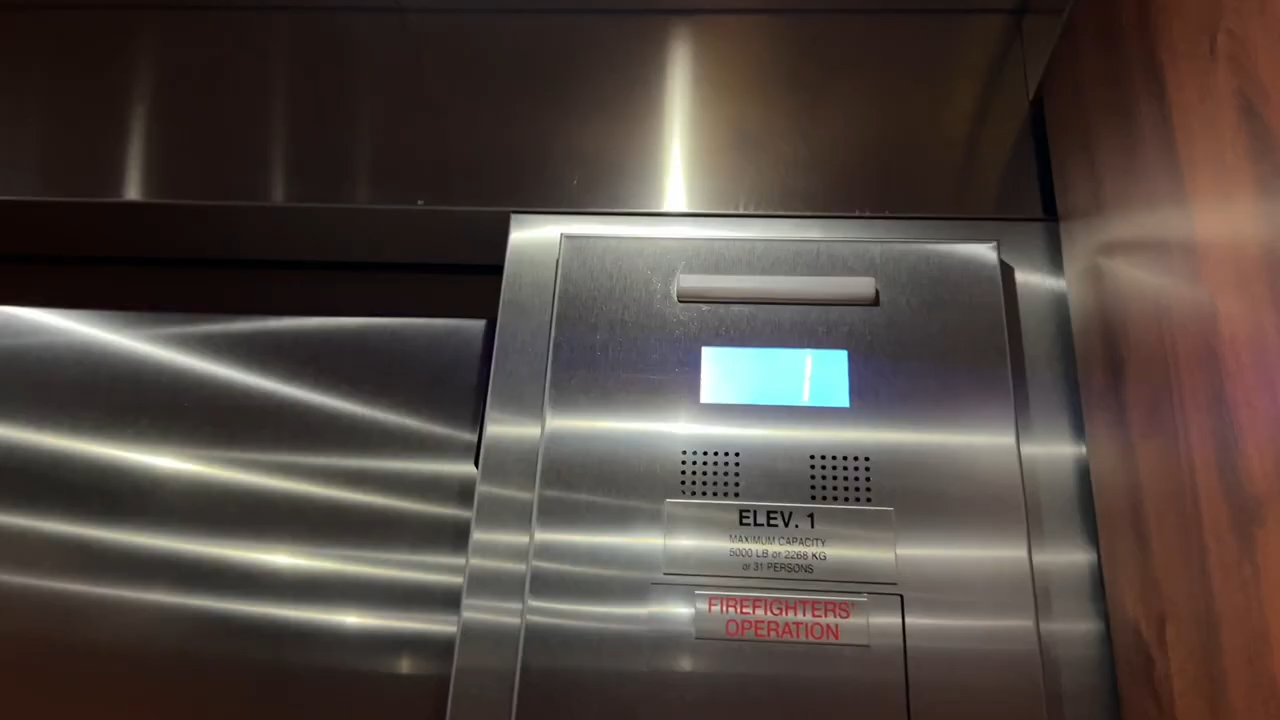 ELEV. 1
MAXIMUM CAPACITY
5000 LB or 2268 KG
or 31 PERSONS
FIREFIGHTERS'
OPERATION